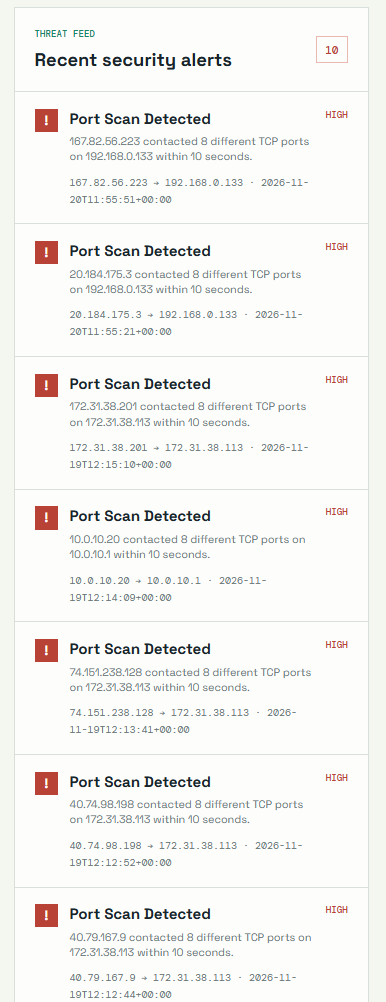 THREAT FEED
Recent security alerts
10
!
Port Scan Detected
HIGH
167.82.56.223 contacted 8 different TCP ports
on 192.168.0.133 within 10 seconds.
167.82.56.223 → 192.168.0.133 · 2026-11-
20T11:55:51+00:00
!
Port Scan Detected
HIGH
20.184.175.3 contacted 8 different TCP ports
on 192.168.0.133 within 10 seconds.
20.184.175.3 → 192.168.0.133 · 2026-11-
20T11:55:21+00:00
!
Port Scan Detected
HIGH
172.31.38.201 contacted 8 different TCP ports
on 172.31.38.113 within 10 seconds.
172.31.38.201 → 172.31.38.113 · 2026-11-
19T12:15:10+00:00
!
Port Scan Detected
HIGH
10.0.10.20 contacted 8 different TCP ports on
10.0.10.1 within 10 seconds.
10.0.10.20 → 10.0.10.1 · 2026-11-
19T12:14:09+00:00
!
Port Scan Detected
HIGH
74.151.238.128 contacted 8 different TCP ports
on 172.31.38.113 within 10 seconds.
74.151.238.128 → 172.31.38.113 · 2026-
11-19T12:13:41+00:00
!
Port Scan Detected
HIGH
40.74.98.198 contacted 8 different TCP ports
on 172.31.38.113 within 10 seconds.
40.74.98.198 → 172.31.38.113 · 2026-11-
19T12:12:52+00:00
!
Port Scan Detected
HIGH
40.79.167.9 contacted 8 different TCP ports on
172.31.38.113 within 10 seconds.
40.79.167.9 → 172.31.38.113 · 2026-11-
19T12:12:44+00:00